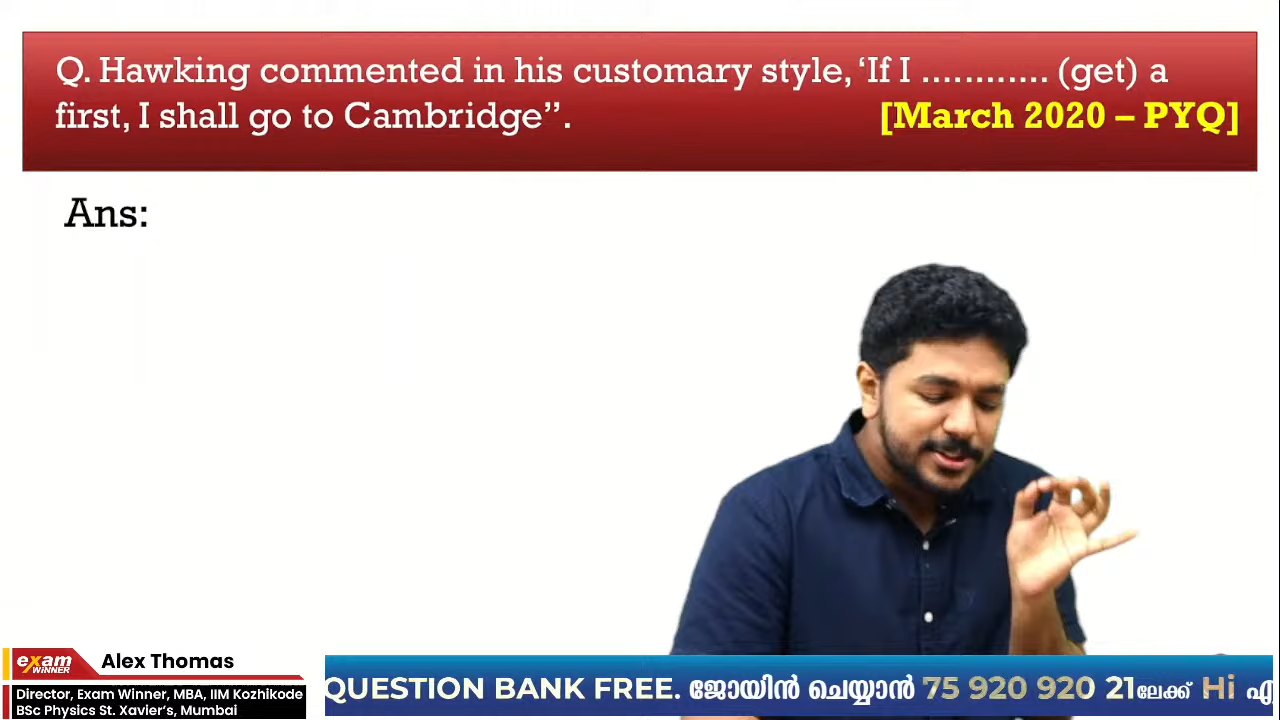 Q. Hawking commented in his customary style, ‘If I ………… (get) a
first, I shall go to Cambridge”. [March 2020 – PYQ]
Ans:
exam WINNER
Alex Thomas
Director, Exam Winner, MBA, IIM Kozhikode
BSc Physics St. Xavier's, Mumbai
QUESTION BANK FREE. ജോയിൻ ചെയ്യാൻ 75 920 920 21ലേക്ക് Hi എ